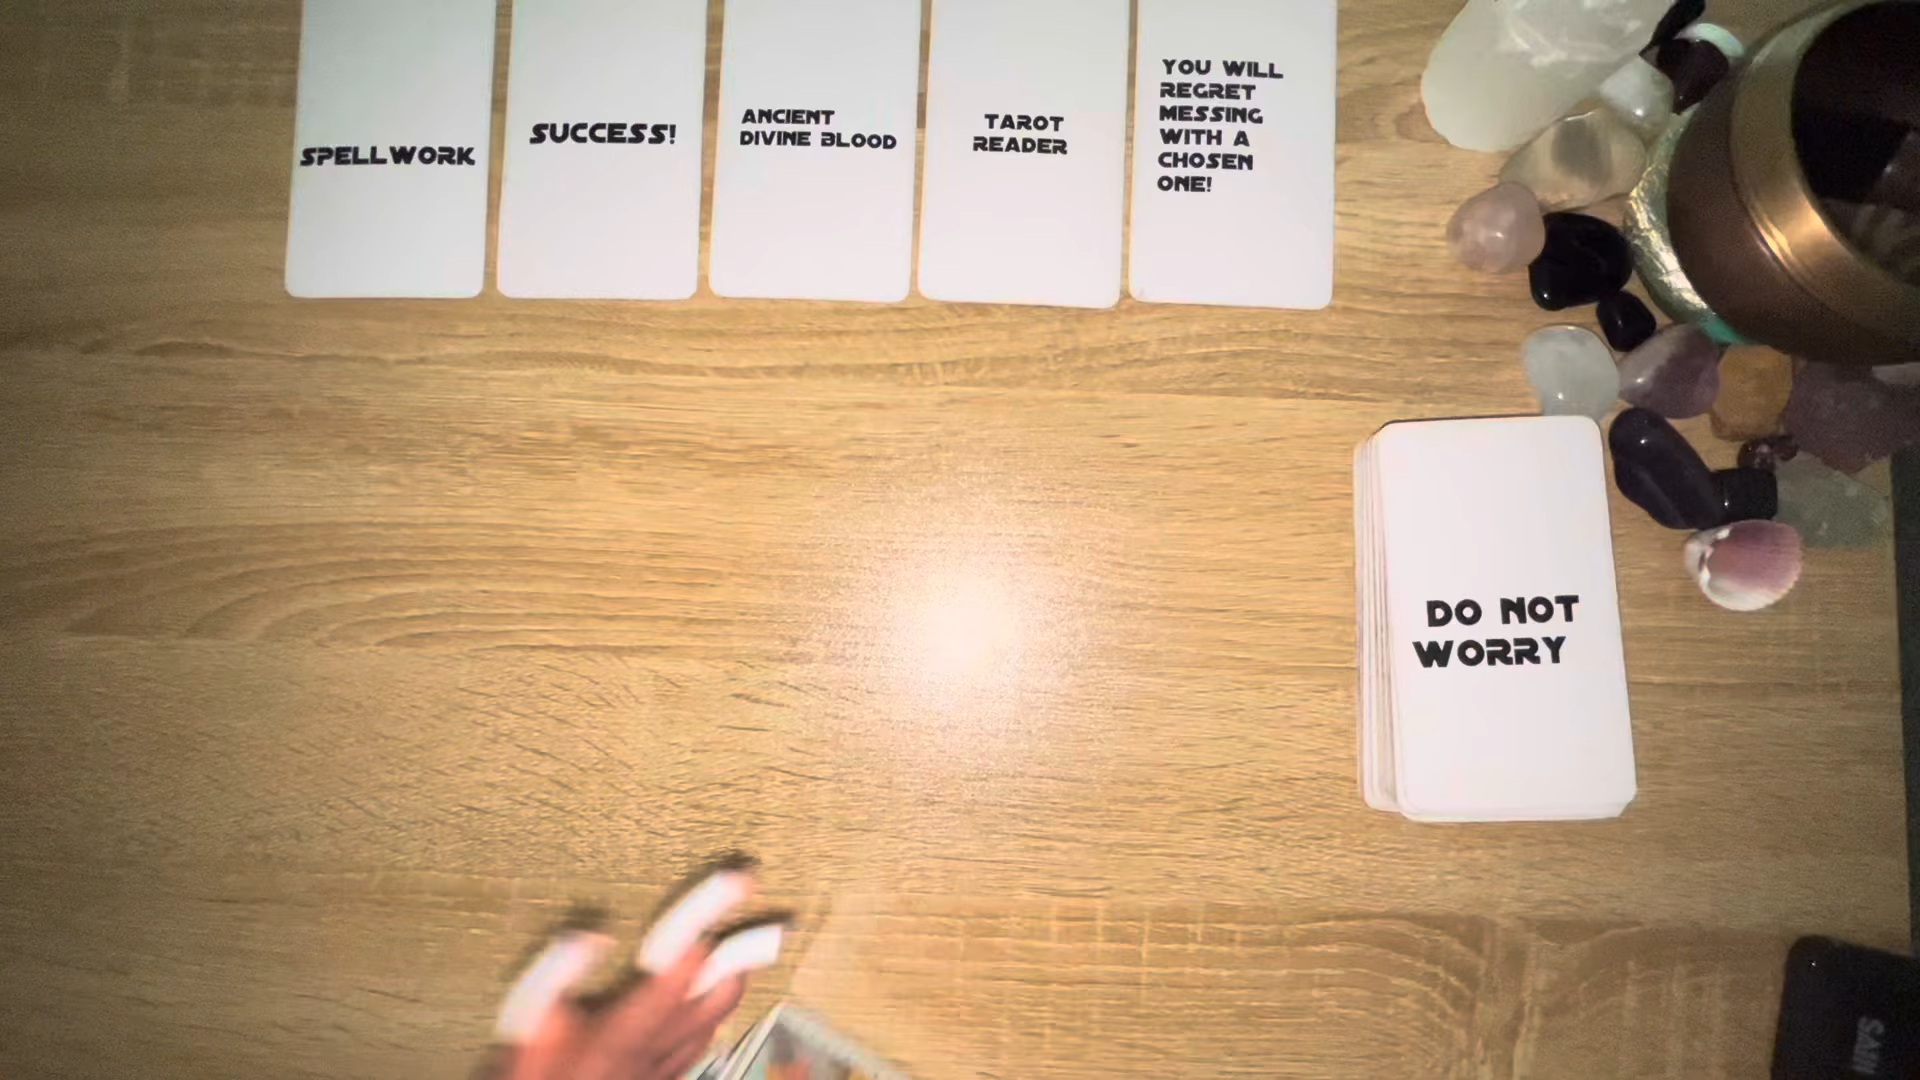 SPELLWORK
SUCCESS!
ANCIENT
DIVINE BLOOD
TAROT
READER
YOU WILL
REGRET
MESSING
WITH A
CHOSEN
ONE!
DO NOT
WORRY